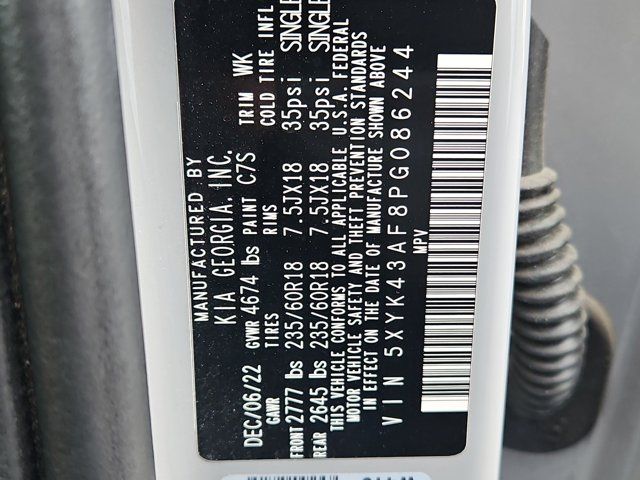 MANUFACTURED BY
KIA GEORGIA, INC.
DEC/06/22 GVWR 4674 lbs PAINT C7S TRIM WK
GAWR TIRES RIMS COLD TIRE INFL
FRONT 2777 lbs 235/60R18 7.5JX18 35psi SINGLE
REAR 2645 lbs 235/60R18 7.5JX18 35psi SINGLE
THIS VEHICLE CONFORMS TO ALL APPLICABLE U.S.A. FEDERAL
MOTOR VEHICLE SAFETY AND THEFT PREVENTION STANDARDS
IN EFFECT ON THE DATE OF MANUFACTURE SHOWN ABOVE
VIN 5XYK43AF8PG086244
MPV